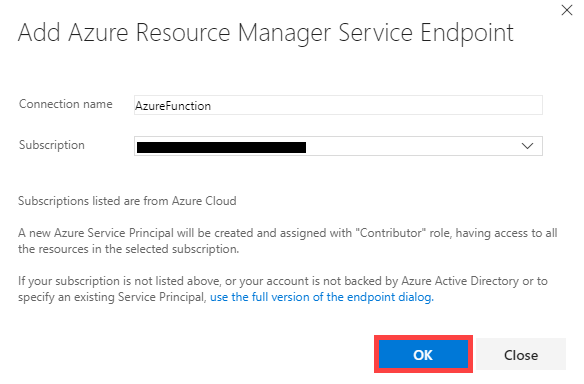 Add Azure Resource Manager Service Endpoint
Connection name AzureFunction
Subscription
Subscriptions listed are from Azure Cloud
A new Azure Service Principal will be created and assigned with "Contributor" role, having access to all
the resources in the selected subscription.
If your subscription is not listed above, or your account is not backed by Azure Active Directory or to
specify an existing Service Principal, use the full version of the endpoint dialog.
OK Close